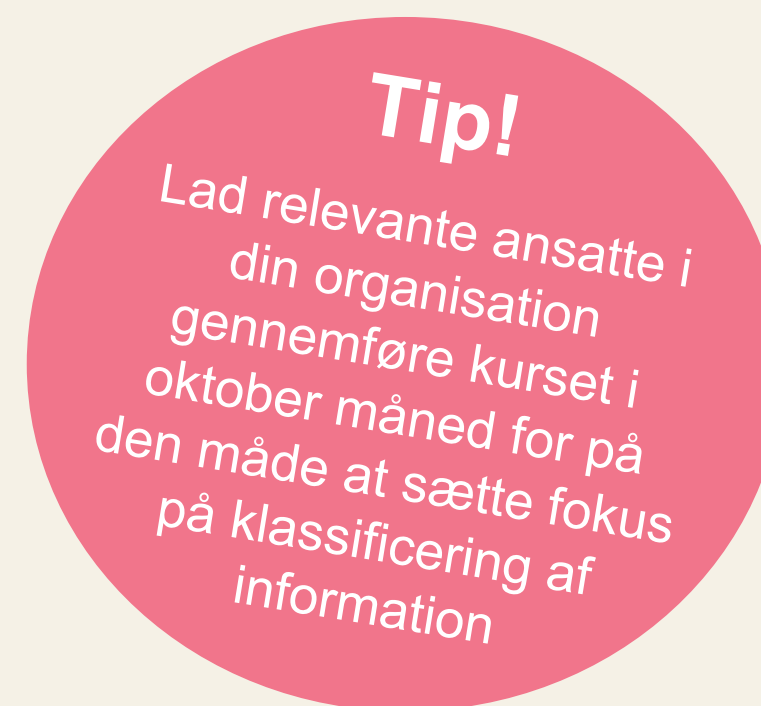 Tip!
Lad relevante ansatte i
din organisation
gennemføre kurset i
oktober måned for på
den måde at sætte fokus
på klassificering af
information